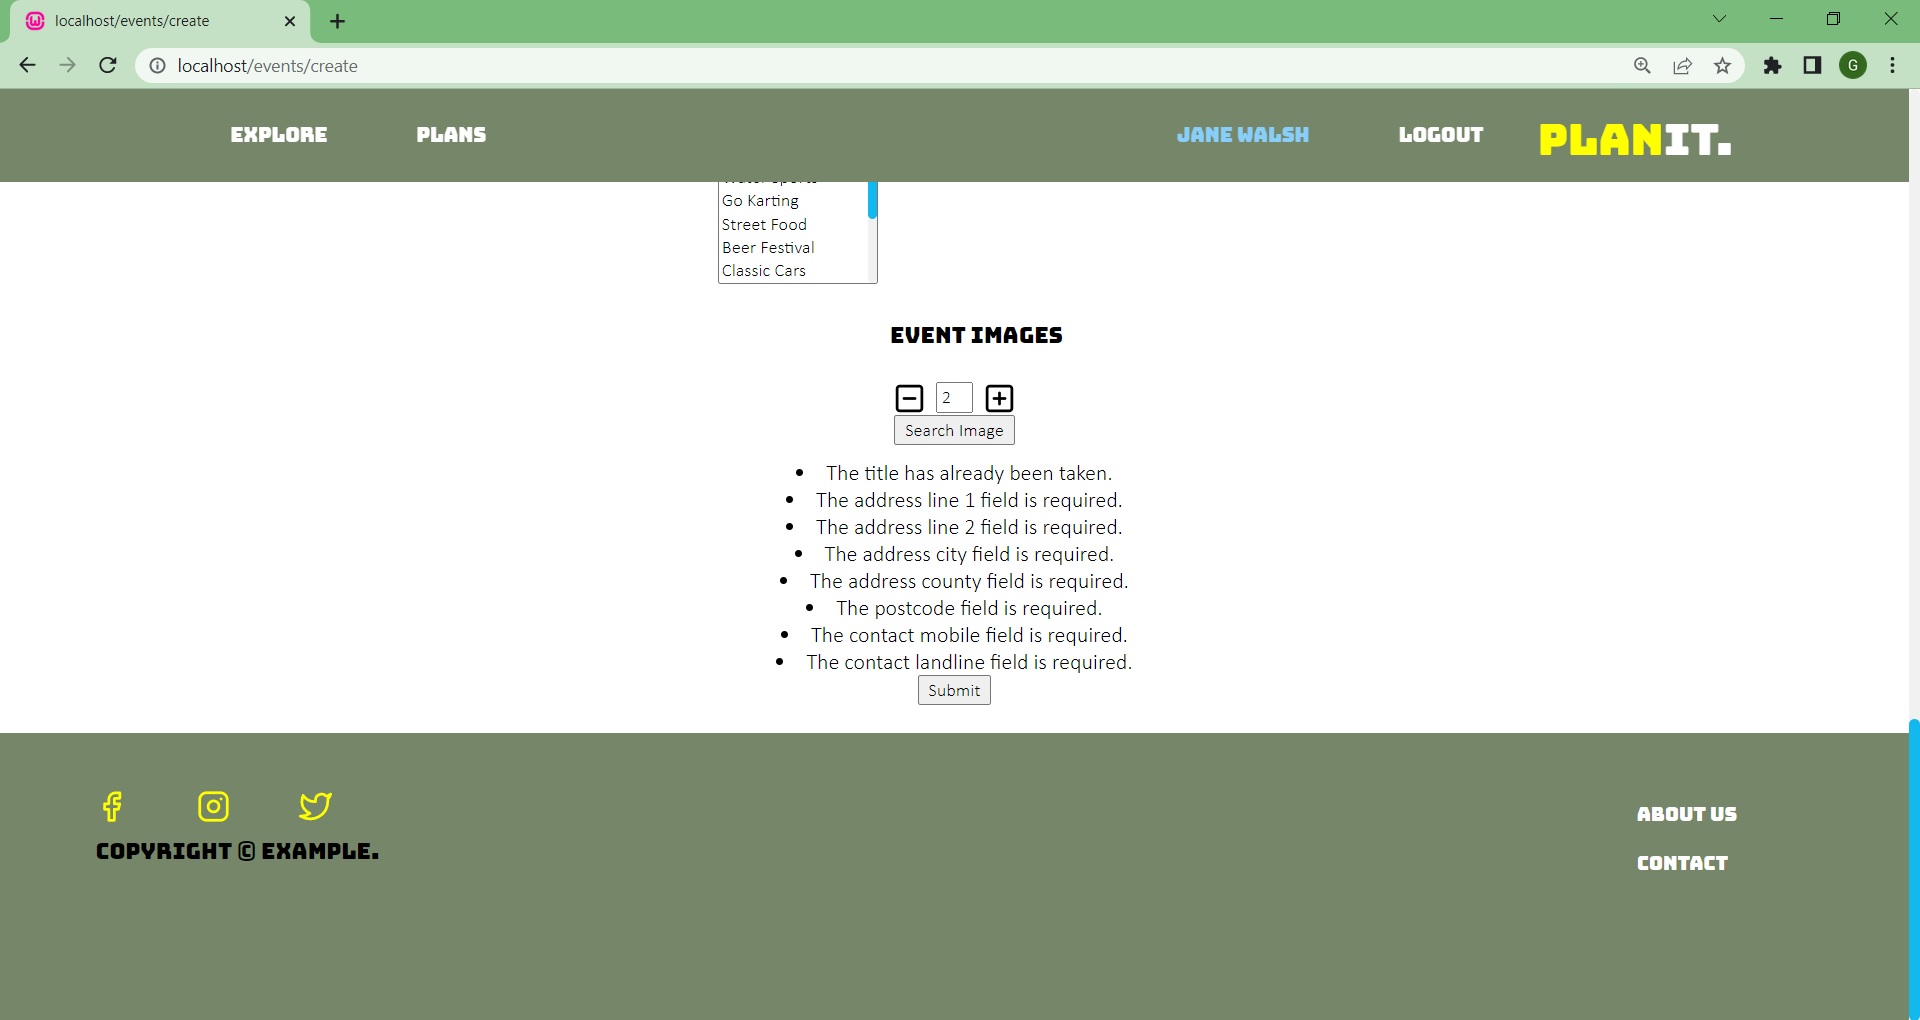 localhost/events/create
localhost/events/create
G
EXPLORE
PLANS
JANE WALSH
LOGOUT
PLANIT.
Go Karting
Street Food
Beer Festival
Classic Cars
EVENT IMAGES
2
Search Image
• The title has already been taken.
• The address line 1 field is required.
• The address line 2 field is required.
• The address city field is required.
• The address county field is required.
• The postcode field is required.
• The contact mobile field is required.
• The contact landline field is required.
Submit
COPYRIGHT © EXAMPLE.
ABOUT US
CONTACT